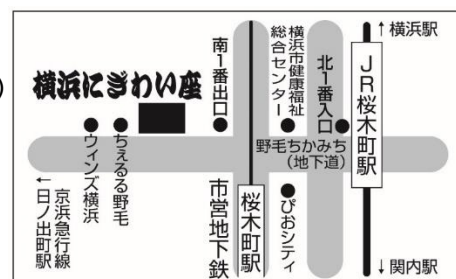 横浜にぎわい座
南1番出口
横浜市健康福祉
総合センター
北1番入口
↑横浜駅
JR桜木町駅
野毛ちかみち
(地下道)
ウィンズ横浜
ちぇるる野毛
市営地下鉄
桜木町駅
ぴおシティ
↓関内駅
←京浜急行線
日ノ出町駅
)